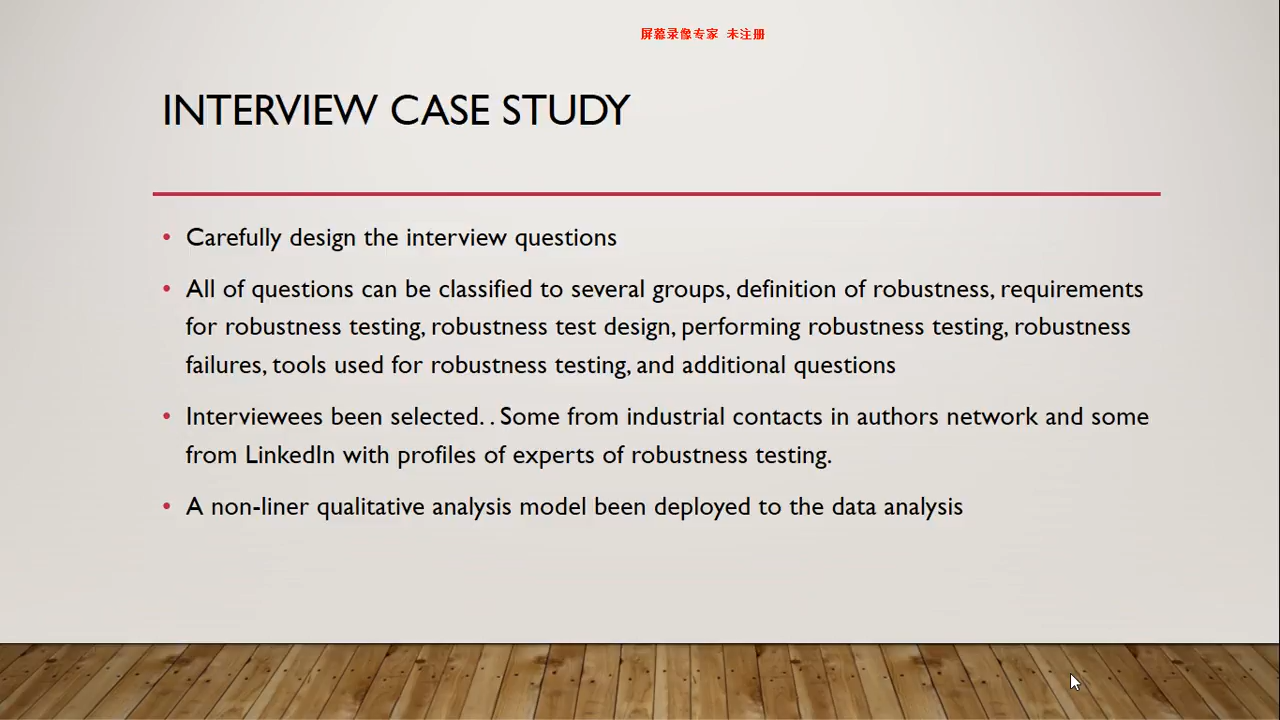 屏幕录像专家 未注册
INTERVIEW CASE STUDY
• Carefully design the interview questions
• All of questions can be classified to several groups, definition of robustness, requirements
for robustness testing, robustness test design, performing robustness testing, robustness
failures, tools used for robustness testing, and additional questions
• Interviewees been selected. . Some from industrial contacts in authors network and some
from LinkedIn with profiles of experts of robustness testing.
• A non-liner qualitative analysis model been deployed to the data analysis